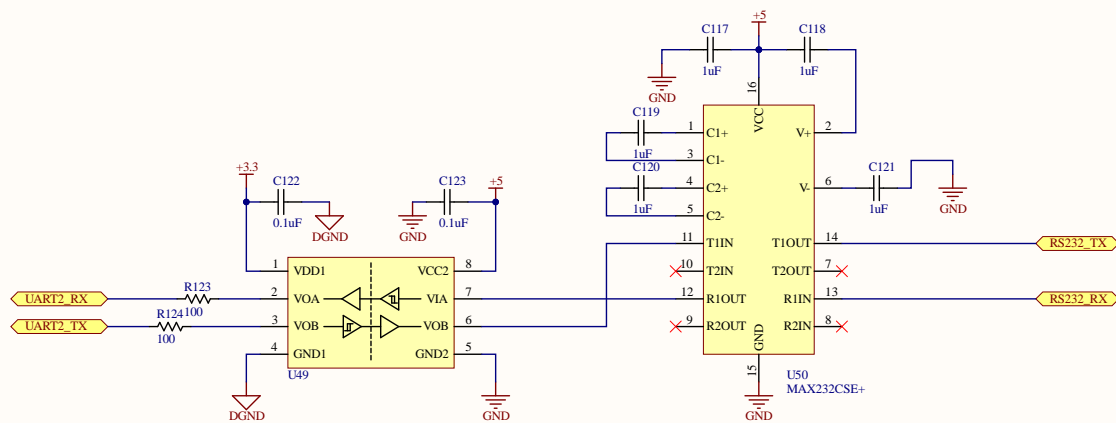 +5
C117
C118
1uF
1uF
GND
16
VCC
C119
1uF
1
C1+
V+
2
3
C1-
C120
1uF
4
C2+
V-
6
C121
1uF
GND
5
C2-
11
T1IN
T1OUT
14
RS232_TX
10
T2IN
T2OUT
7
12
R1OUT
R1IN
13
RS232_RX
9
R2OUT
R2IN
8
GND
15
GND
U50
MAX232CSE+
+3.3
C122
0.1uF
DGND
C123
0.1uF
+5
GND
1
VDD1
VCC2
8
UART2_RX
R123
100
2
VOA
VIA
7
UART2_TX
R124
100
3
VOB
VOB
6
4
GND1
GND2
5
U49
DGND
GND